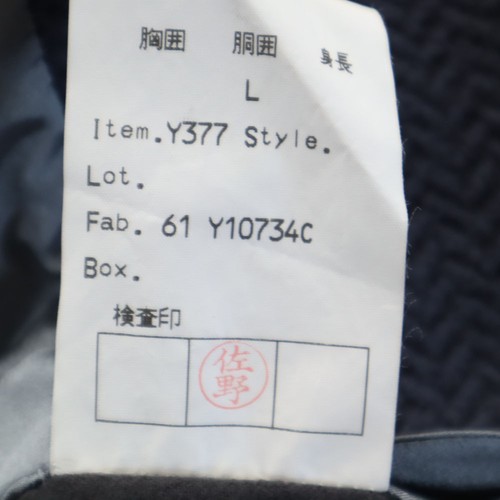 胸囲 胴囲 身長
L
Item.Y377 Style.
Lot.
Fab. 61 Y10734C
Box.
検査印
佐野